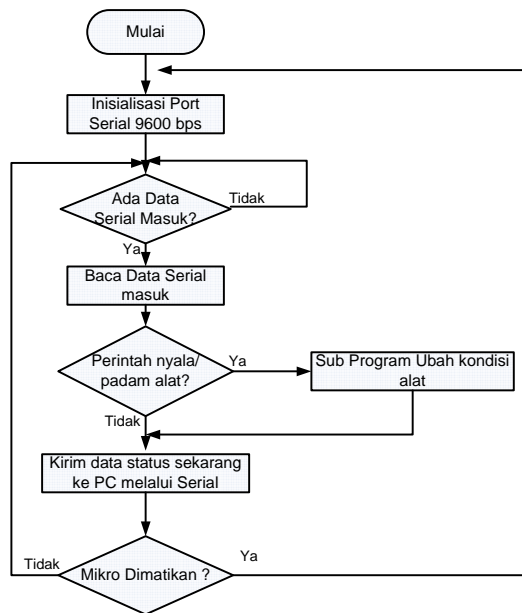 Mulai
Inisialisasi Port
Serial 9600 bps
Ada Data
Serial Masuk?
Tidak
Ya
Baca Data Serial
masuk
Perintah nyala/
padam alat?
Ya
Sub Program Ubah kondisi
alat
Tidak
Kirim data status sekarang
ke PC melalui Serial
Tidak
Mikro Dimatikan ?
Ya